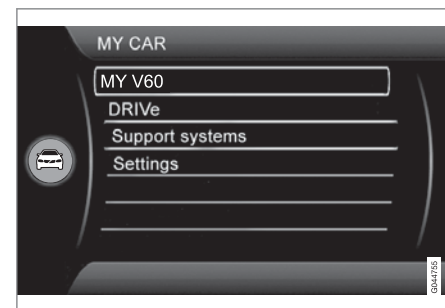 MY CAR
MY V60
DRIVe
Support systems
Settings
G044755